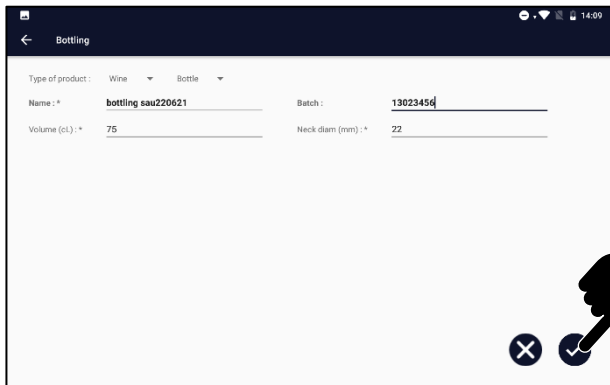 14:09
Bottling
Type of product : Wine Bottle
Name : * bottling sau220621 Batch : 13023456
Volume (cl.) : * 75 Neck diam (mm) : * 22